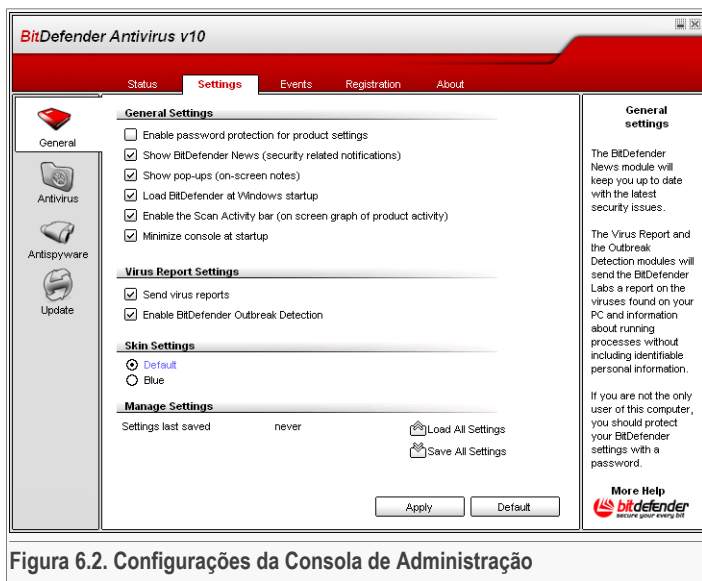 BitDefender Antivirus v10
Status Settings Events Registration About
General
Antivirus
Antispyware
Update
General Settings
Enable password protection for product settings
Show BitDefender News (security related notifications)
Show pop-ups (on-screen notes)
Load BitDefender at Windows startup
Enable the Scan Activity bar (on screen graph of product activity)
Minimize console at startup
Virus Report Settings
Send virus reports
Enable BitDefender Outbreak Detection
Skin Settings
Default
Blue
Manage Settings
Settings last saved never
Load All Settings
Save All Settings
Apply Default
General
settings
The BitDefender
News module will
keep you up to date
with the latest
security issues.
The Virus Report and
the Outbreak
Detection modules will
send the BitDefender
Labs a report on the
viruses found on your
PC and information
about running
processes without
including identifiable
personal information.
If you are not the only
user of this computer,
you should protect
your BitDefender
settings with a
password.
More Help
bitdefender
secure your every bit
Figura 6.2. Configurações da Consola de Administração